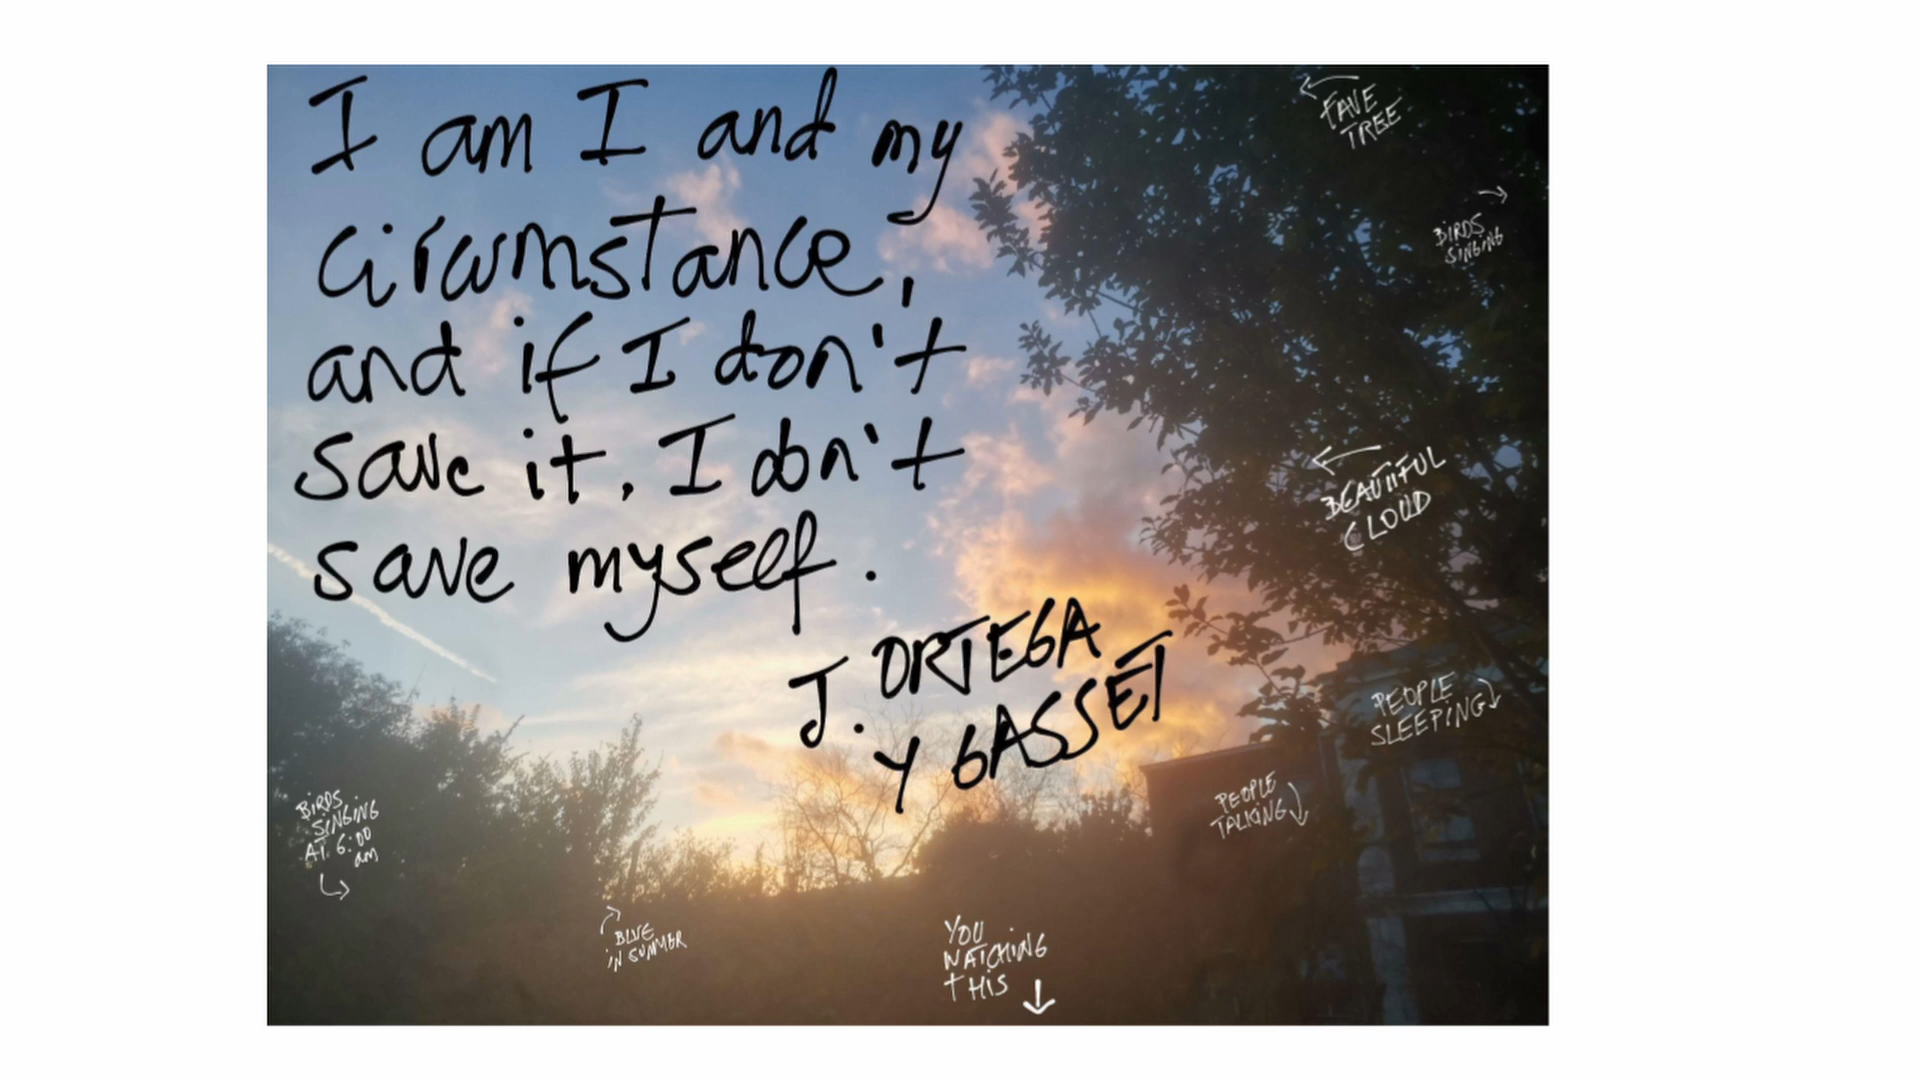 I am I and my
circumstance,
and if I don't
save it, I don't
save myself.
J. ORTEGA
Y GASSET
FAVE
TREE
BIRDS
SINGING
BEAUTIFUL
CLOUD
PEOPLE
SLEEPING
PEOPLE
TALKING
BIRDS
SINGING
AT 6:00
am
BLUE
IN SUMMER
YOU
WATCHING
THIS